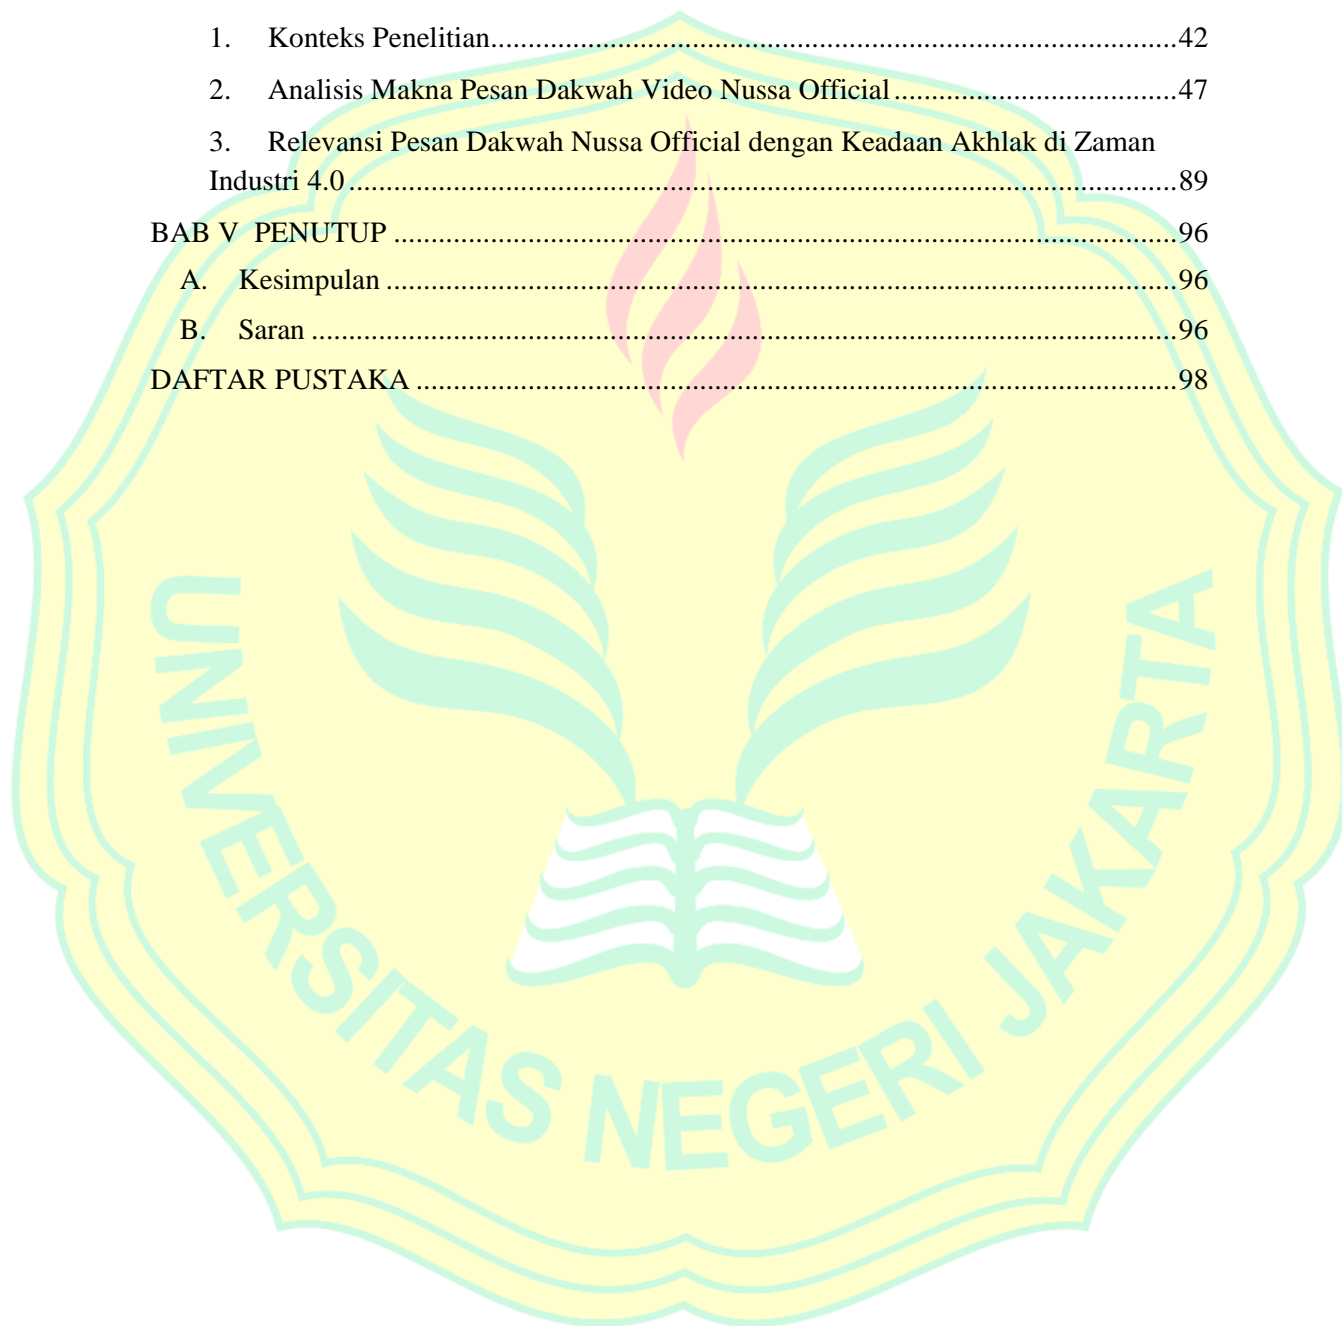 1. Konteks Penelitian.............................................................................42
2. Analisis Makna Pesan Dakwah Video Nussa Official................................47
3. Relevansi Pesan Dakwah Nussa Official dengan Keadaan Akhlak di Zaman
Industri 4.0.............................................................................................89
BAB V PENUTUP........................................................................................96
A. Kesimpulan.........................................................................................96
B. Saran.................................................................................................96
DAFTAR PUSTAKA......................................................................................98
UNIVERSITAS NEGERI JAKARTA